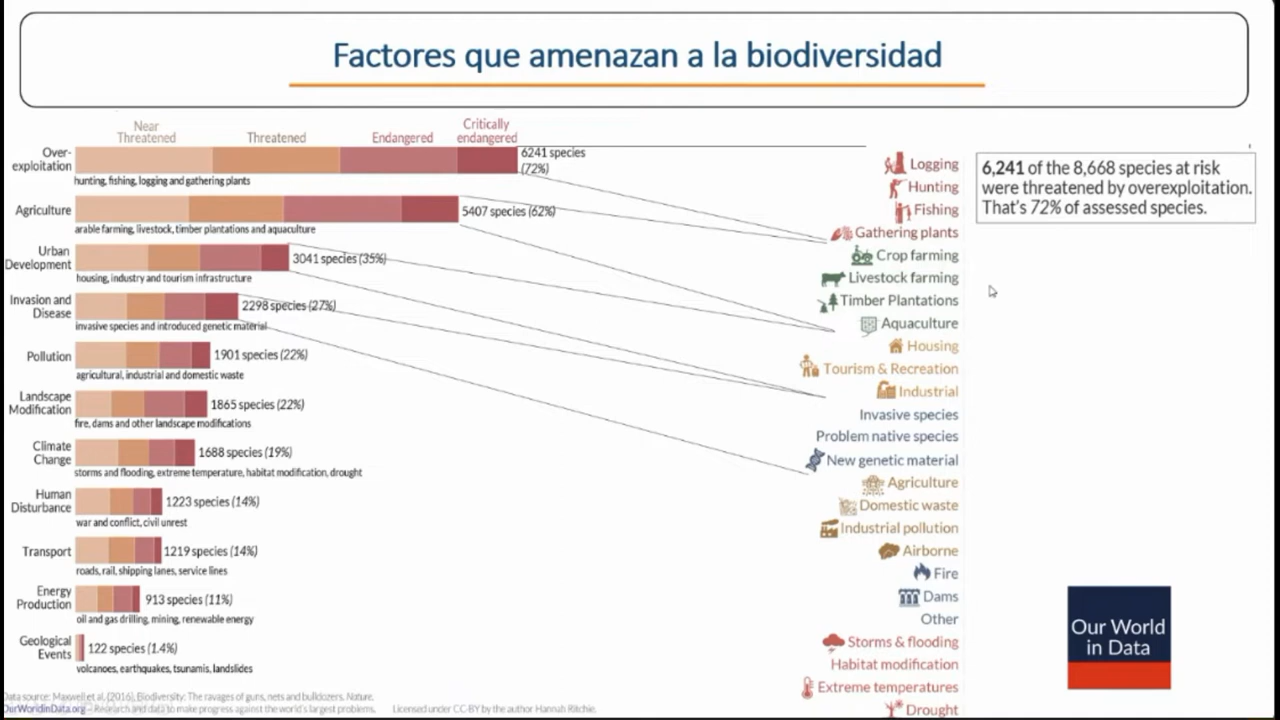 Factores que amenazan a la biodiversidad
Near
Threatened
Threatened
Endangered
Critically
endangered
Over-
exploitation
6241 species
(72%)
hunting, fishing, logging and gathering plants
Agriculture
5407 species (62%)
arable farming, livestock, timber plantations and aquaculture
Urban
Development
3041 species (35%)
housing, industry and tourism infrastructure
Invasion and
Disease
2298 species (27%)
invasive species and introduced genetic material
Pollution
1901 species (22%)
agricultural, industrial and domestic waste
Landscape
Modification
1865 species (22%)
fire, dams and other landscape modifications
Climate
Change
1688 species (19%)
storms and flooding, extreme temperature, habitat modification, drought
Human
Disturbance
1223 species (14%)
war and conflict, civil unrest
Transport
1219 species (14%)
roads, rail, shipping lanes, service lines
Energy
Production
913 species (11%)
oil and gas drilling, mining, renewable energy
Geological
Events
122 species (1.4%)
volcanoes, earthquakes, tsunamis, landslides
Logging
Hunting
Fishing
Gathering plants
Crop farming
Livestock farming
Timber Plantations
Aquaculture
Housing
Tourism & Recreation
Industrial
Invasive species
Problem native species
New genetic material
Agriculture
Domestic waste
Industrial pollution
Airborne
Fire
Dams
Other
Storms & flooding
Habitat modification
Extreme temperatures
Drought
6,241 of the 8,668 species at risk
were threatened by overexploitation.
That's 72% of assessed species.
Our World
in Data
Data source: Maxwell et al. (2016). Biodiversity: The ravages of guns, nets and bulldozers. Nature.
OurWorldinData.org – Research and data to make progress against the world's largest problems.
Licensed under CC-BY by the author Hannah Ritchie.